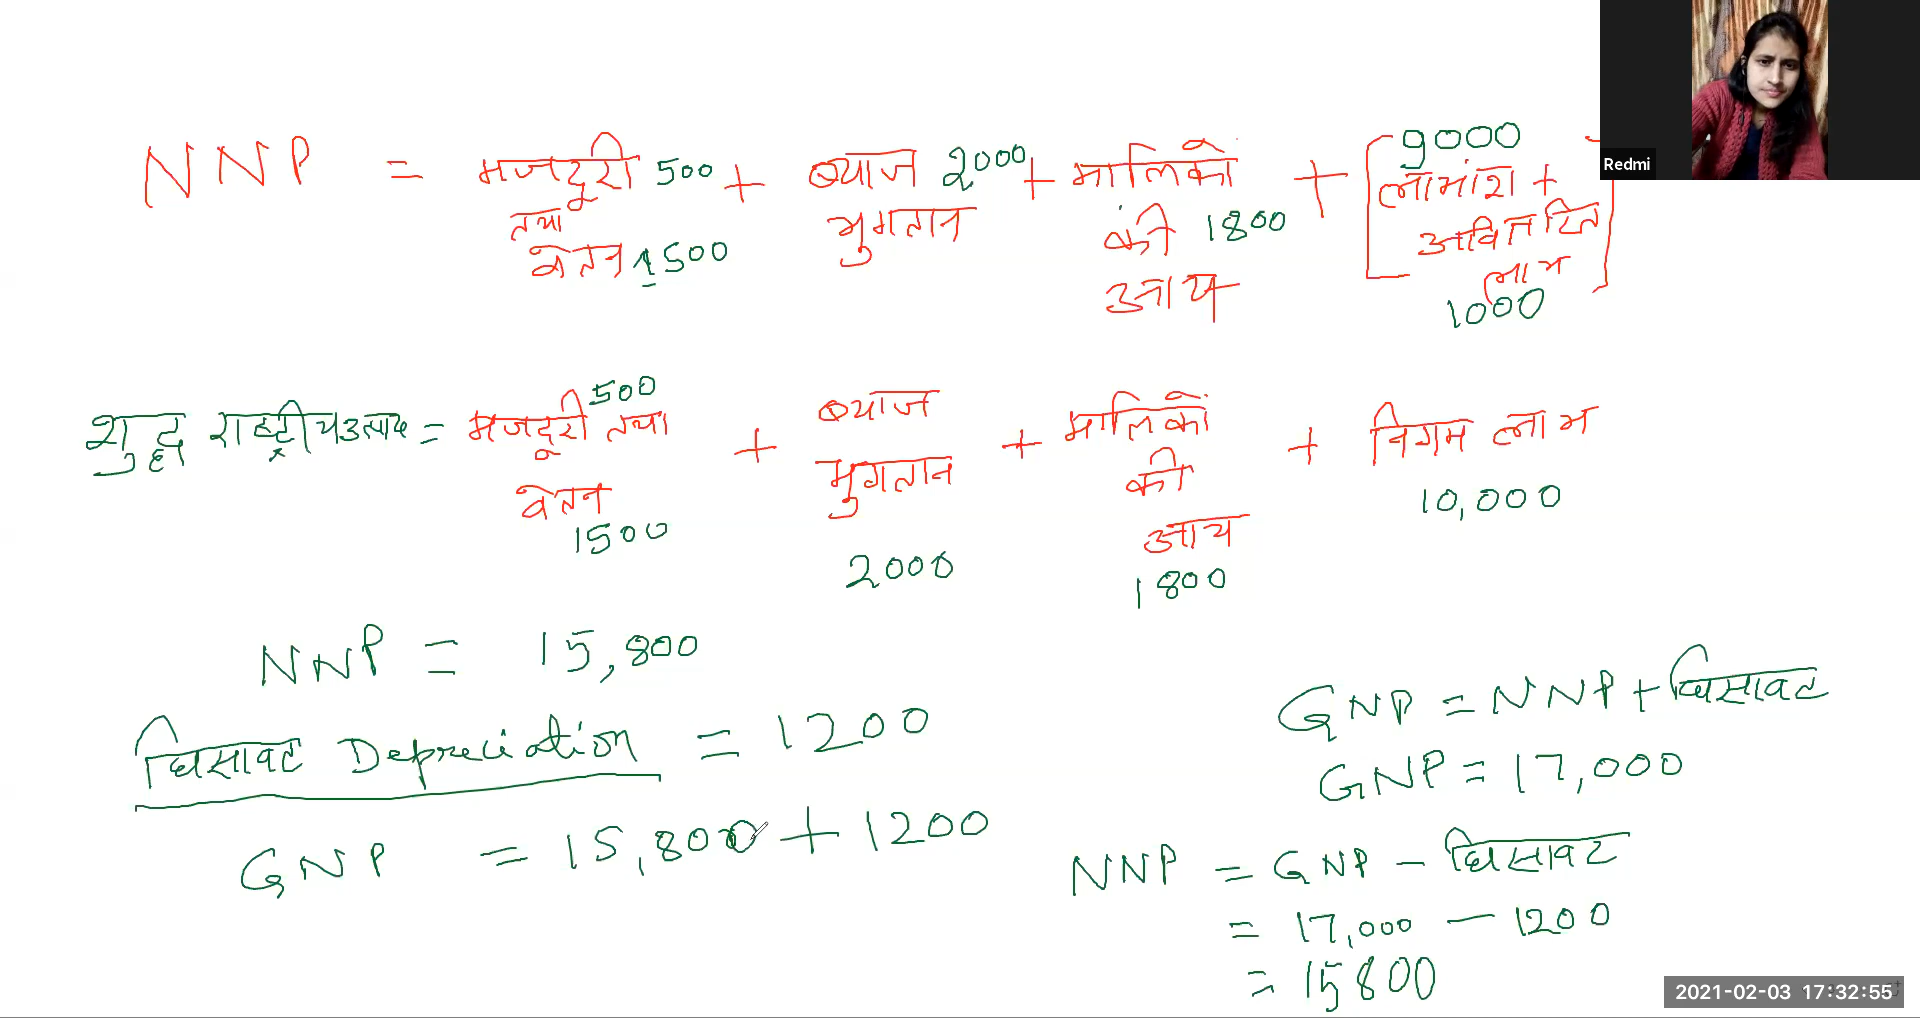 NNP = मजदूरी 500 + ब्याज 2000 + मालिकों + [9000 लाभांश +
तथा भुगतान की 1800 अवितरित
वेतन 1500 आय लाभ]
1000
शुद्ध राष्ट्रीय उत्पाद = मजदूरी 500 तथा + ब्याज + मालिकों + निगम लाभ
वेतन भुगतान की 10,000
1500 आय
2000 1800
NNP = 15,800
घिसावट Depreciation = 1200
GNP = 15,800 + 1200
GNP = NNP + घिसावट
GNP = 17,000
NNP = GNP - घिसावट
= 17,000 - 1200
= 15800
Redmi
2021-02-03 17:32:55